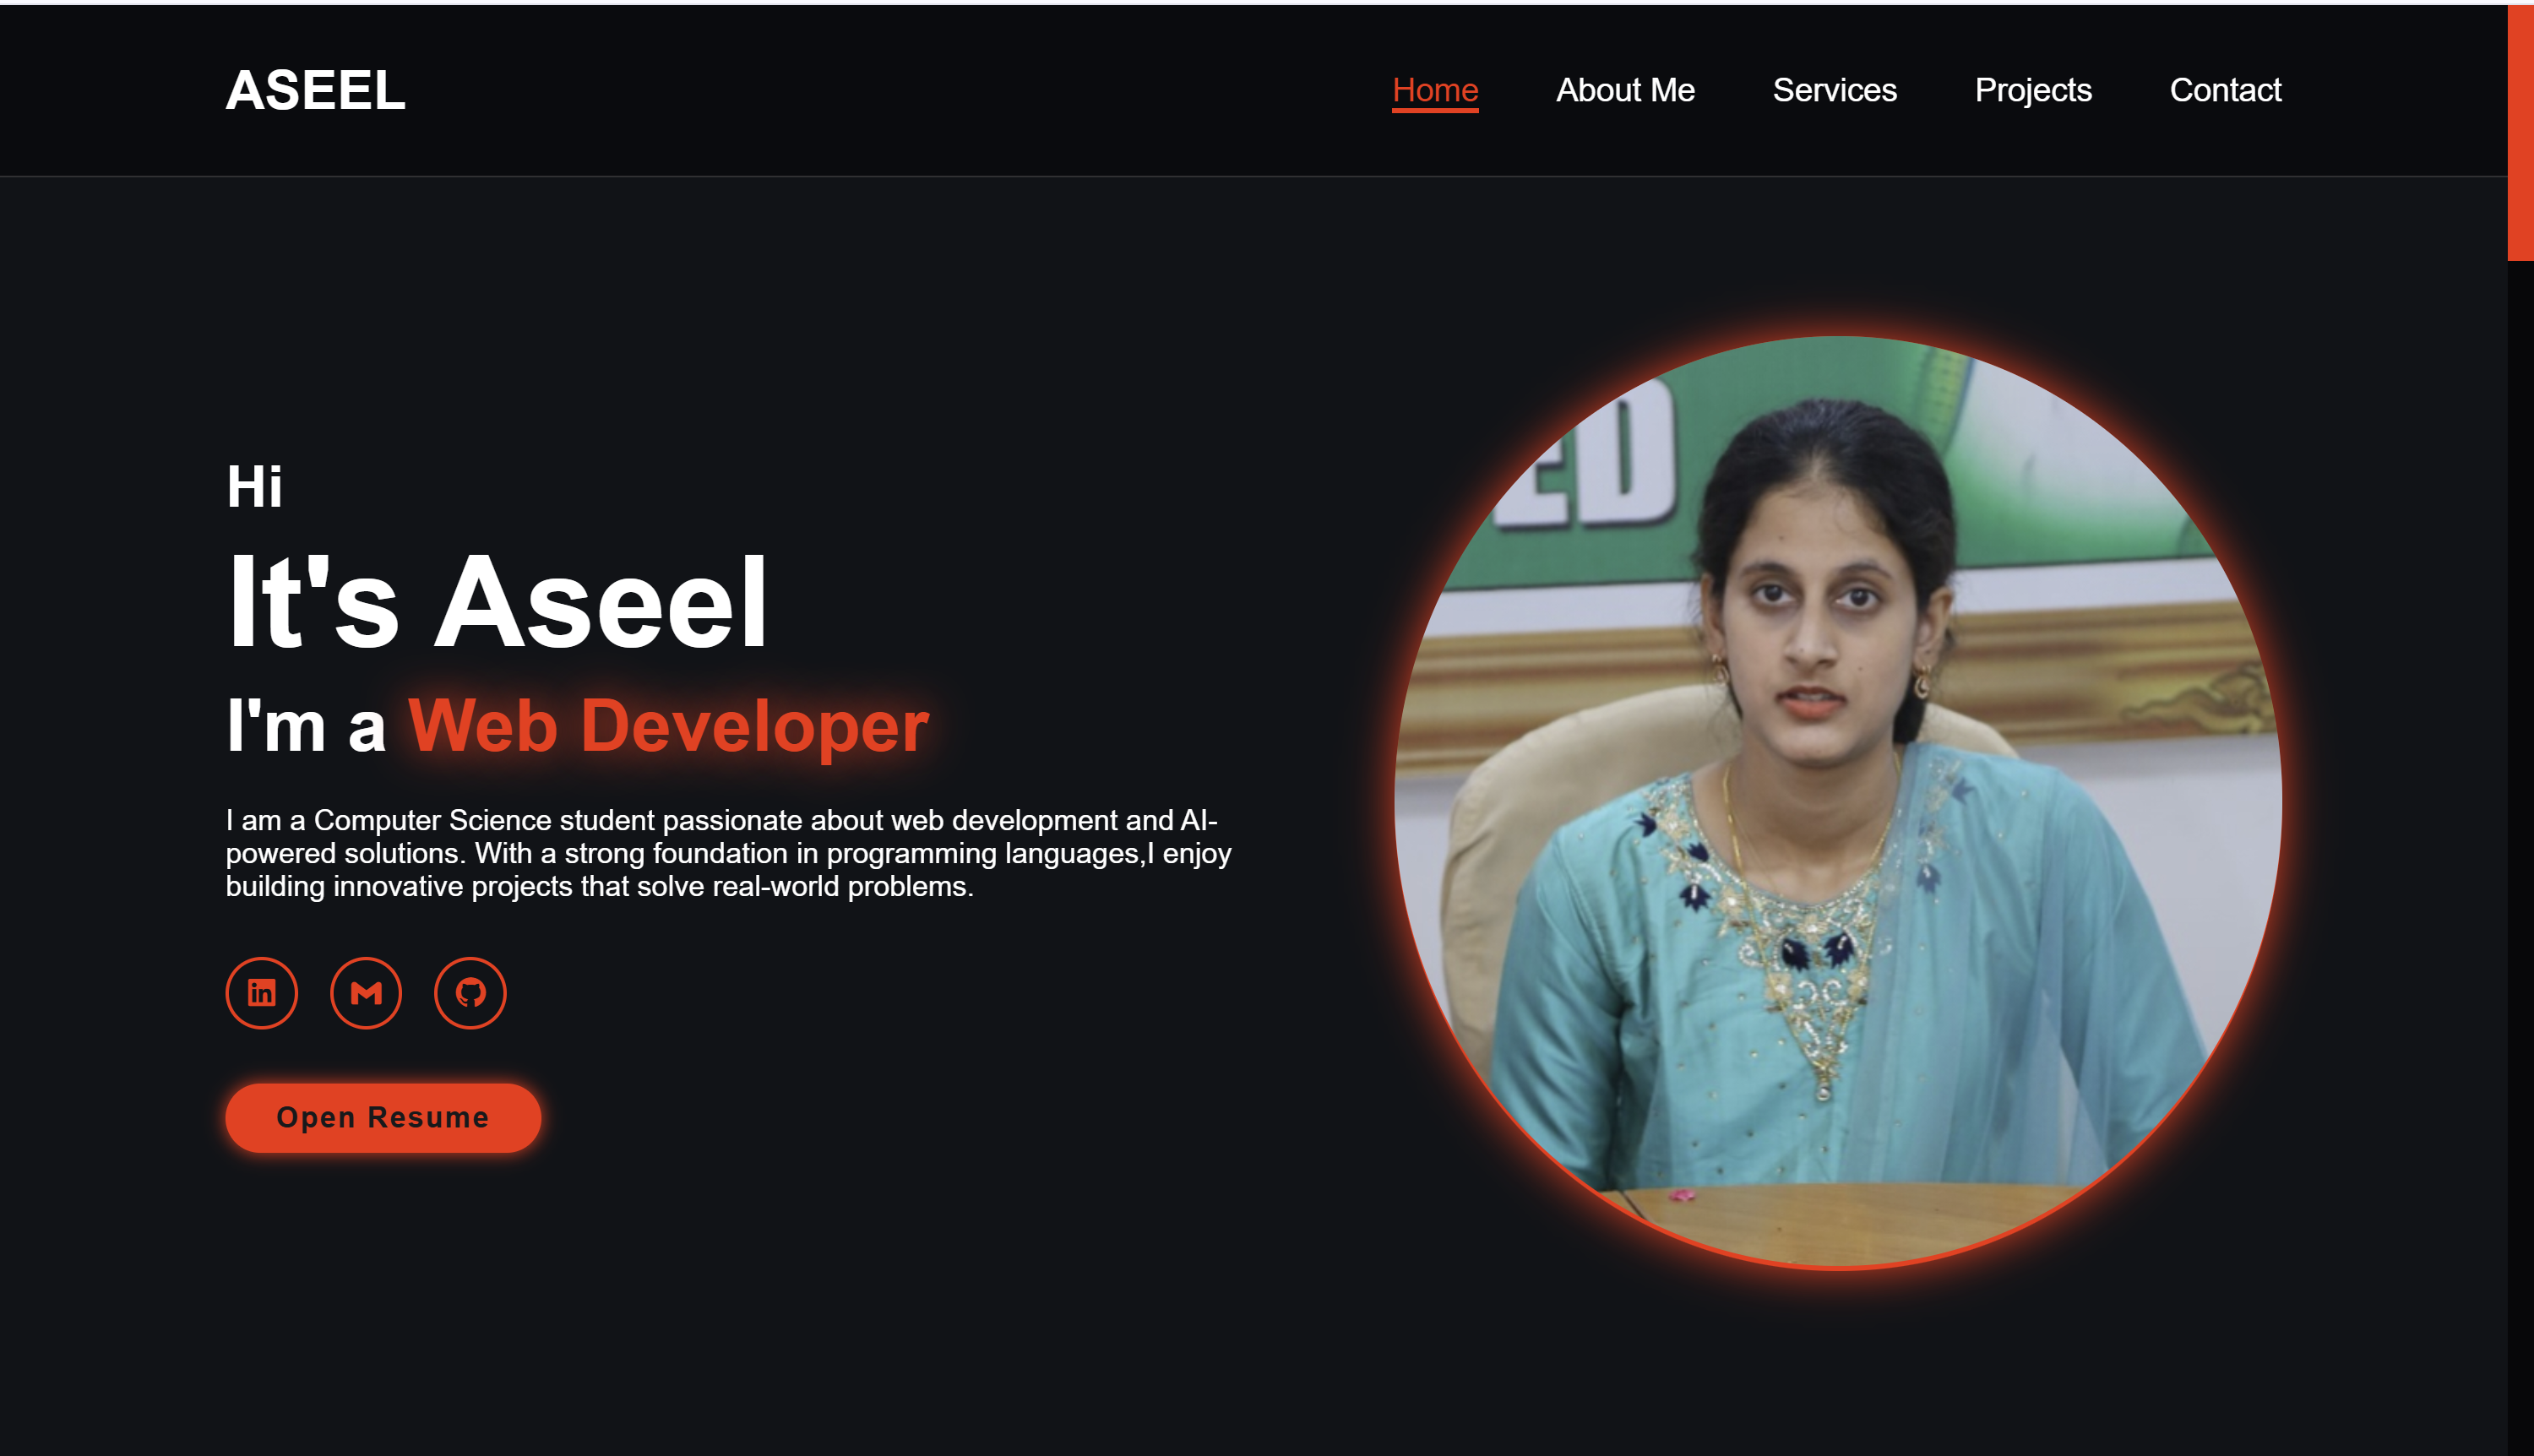 ASEEL
Home About Me Services Projects Contact
ED
Hi
It's Aseel
I'm a Web Developer
I am a Computer Science student passionate about web development and AI-
powered solutions. With a strong foundation in programming languages,I enjoy
building innovative projects that solve real-world problems.
in
Open Resume